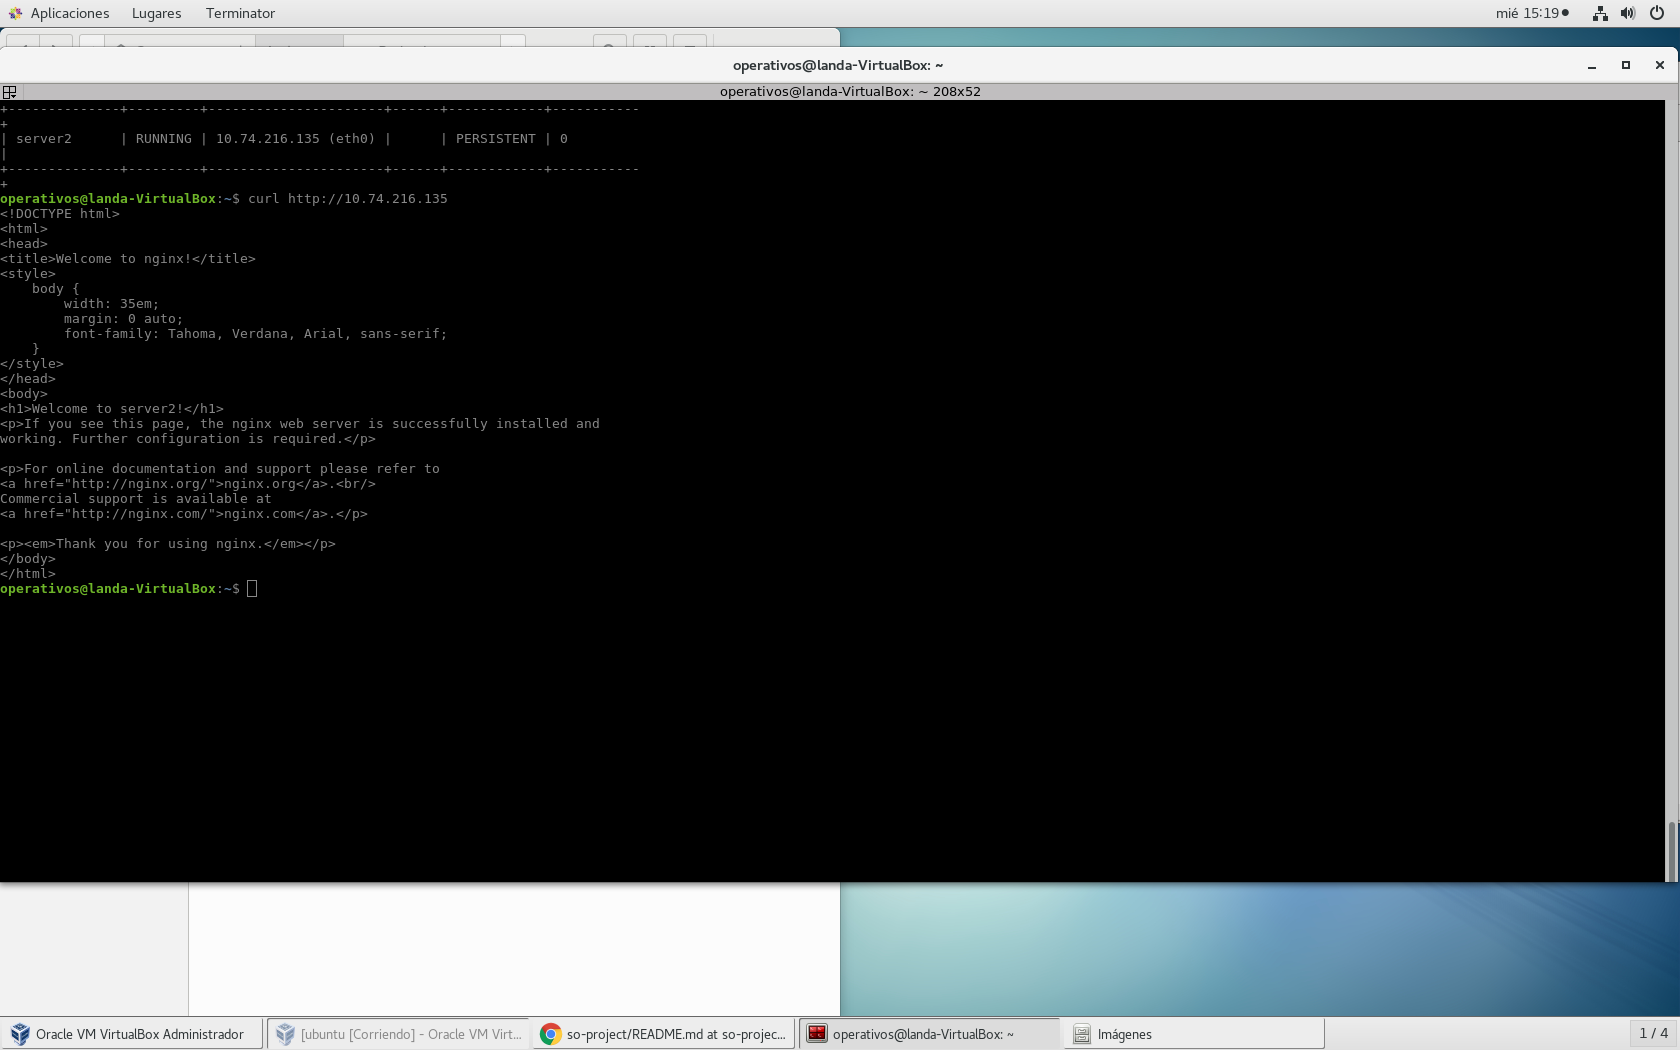 Aplicaciones Lugares Terminator mié 15:19
operativos@landa-VirtualBox: ~
operativos@landa-VirtualBox: ~ 208x52
+--------------+---------+----------------------+------+------------+-----------
+
| server2      | RUNNING | 10.74.216.135 (eth0) |      | PERSISTENT | 0
|
+--------------+---------+----------------------+------+------------+-----------
+
operativos@landa-VirtualBox:~$ curl http://10.74.216.135
<!DOCTYPE html>
<html>
<head>
<title>Welcome to nginx!</title>
<style>
    body {
        width: 35em;
        margin: 0 auto;
        font-family: Tahoma, Verdana, Arial, sans-serif;
    }
</style>
</head>
<body>
<h1>Welcome to server2!</h1>
<p>If you see this page, the nginx web server is successfully installed and
working. Further configuration is required.</p>

<p>For online documentation and support please refer to
<a href="http://nginx.org/">nginx.org</a>.<br/>
Commercial support is available at
<a href="http://nginx.com/">nginx.com</a>.</p>

<p><em>Thank you for using nginx.</em></p>
</body>
</html>
operativos@landa-VirtualBox:~$
Oracle VM VirtualBox Administrador [ubuntu [Corriendo] - Oracle VM Virt... so-project/README.md at so-projec... operativos@landa-VirtualBox: ~ Imágenes 1 / 4